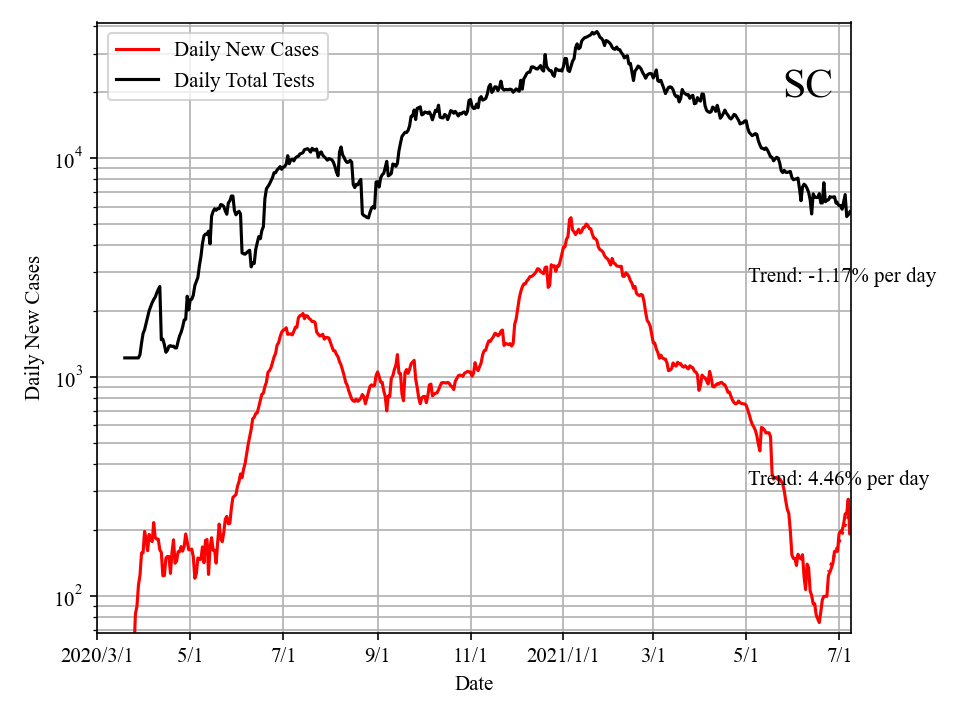 Daily New Cases
Daily Total Tests
SC
10^4
10^3
10^2
Daily New Cases
Trend: -1.17% per day
Trend: 4.46% per day
2020/3/1 5/1 7/1 9/1 11/1 2021/1/1 3/1 5/1 7/1
Date